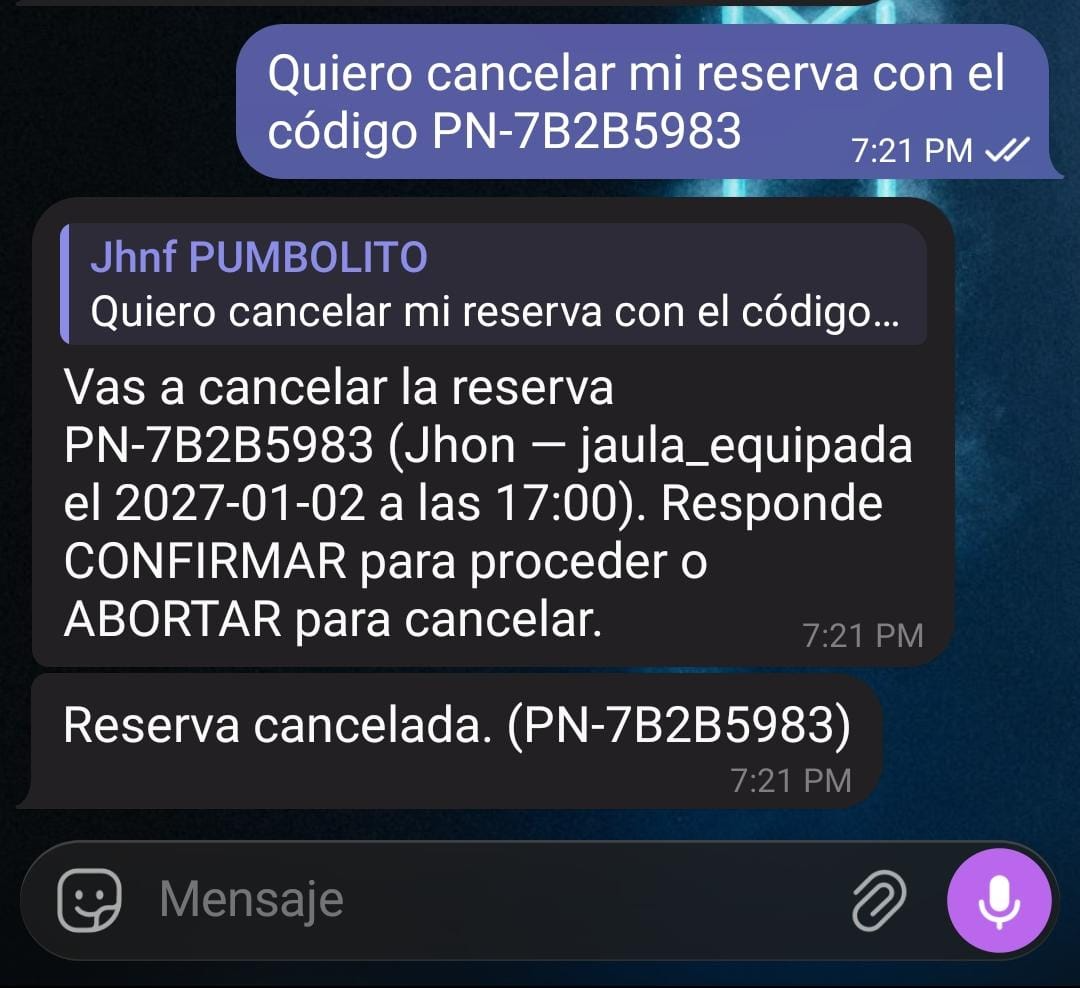 Quiero cancelar mi reserva con el
código PN-7B2B5983
7:21 PM
Jhnf PUMBOLITO
Quiero cancelar mi reserva con el código...
Vas a cancelar la reserva
PN-7B2B5983 (Jhon — jaula_equipada
el 2027-01-02 a las 17:00). Responde
CONFIRMAR para proceder o
ABORTAR para cancelar.
7:21 PM
Reserva cancelada. (PN-7B2B5983)
7:21 PM
Mensaje